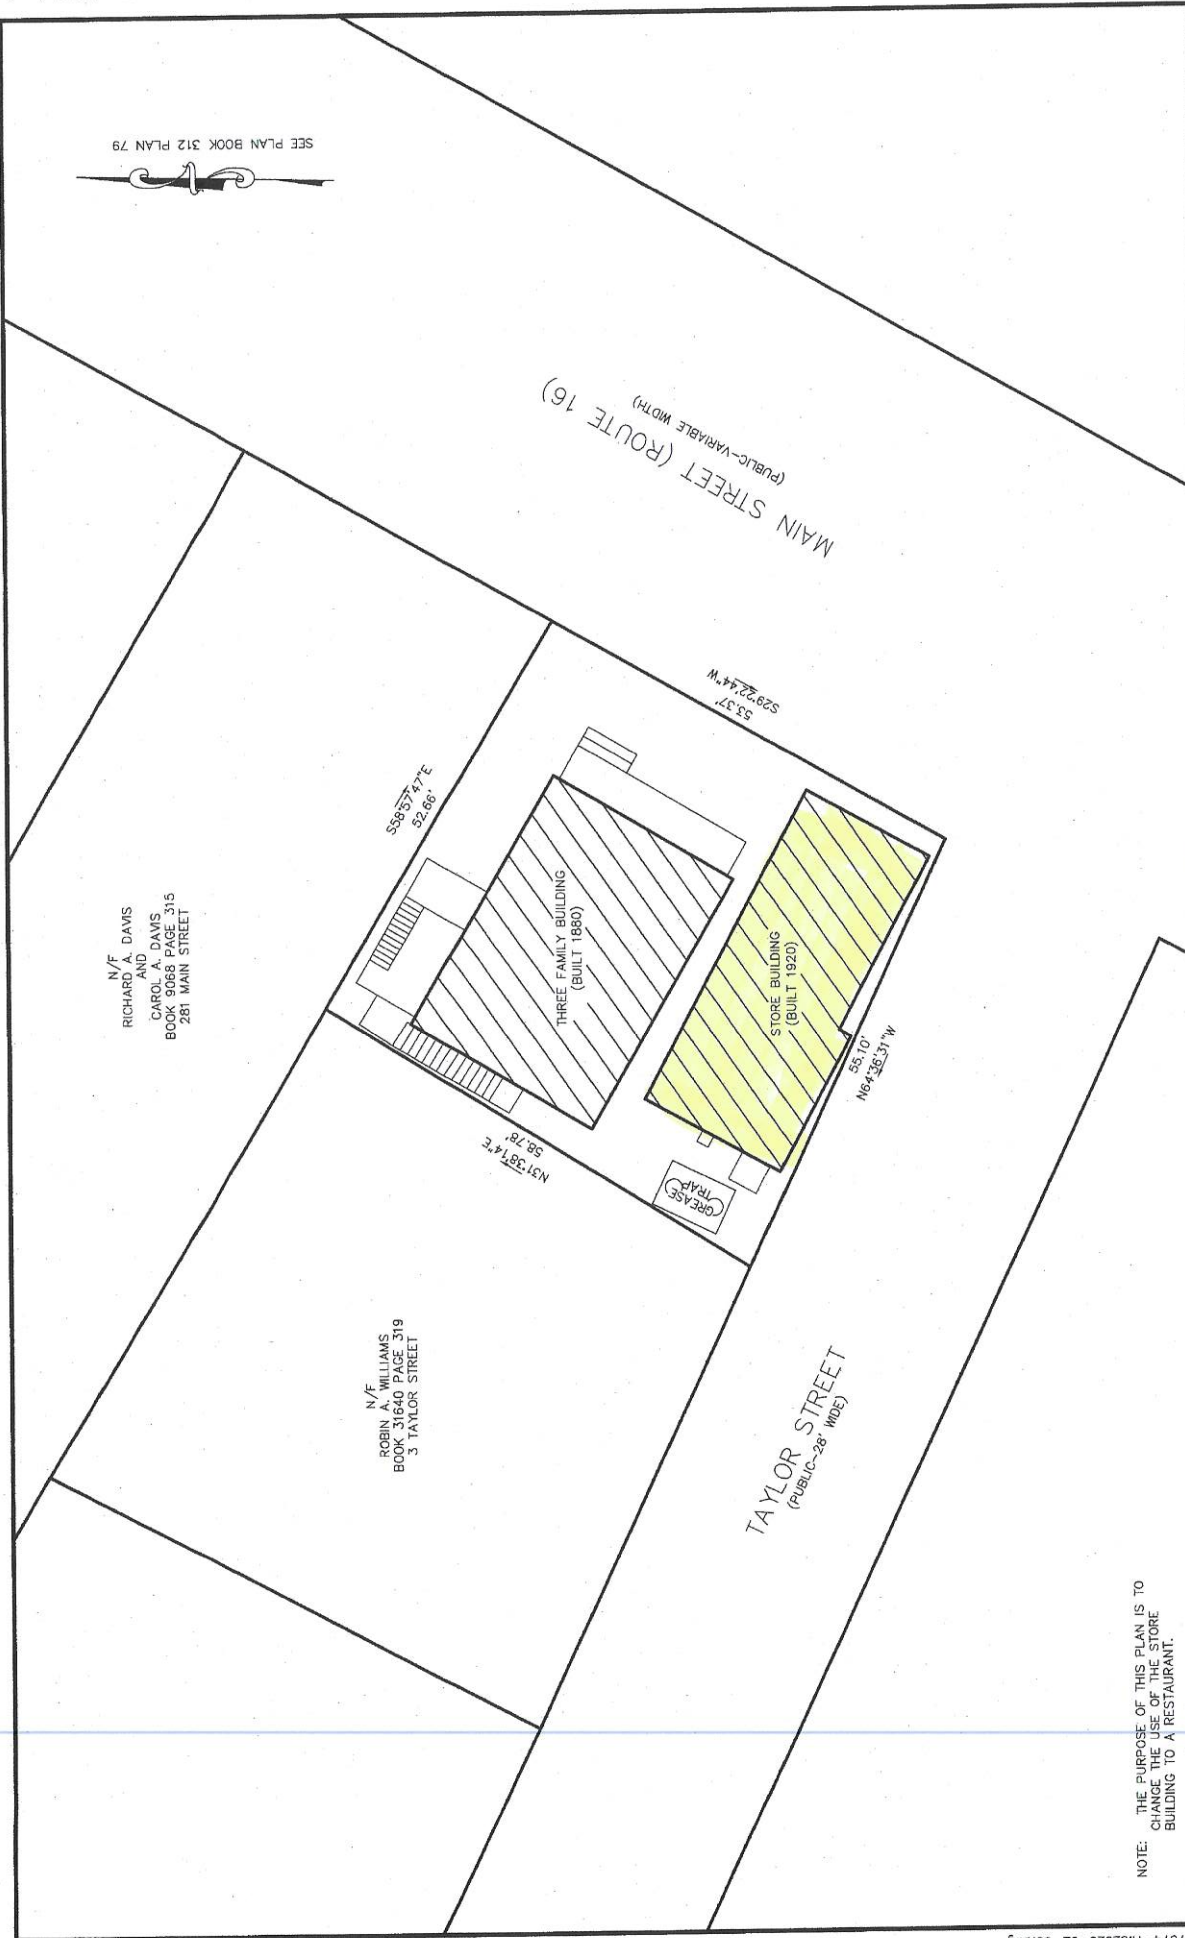 SEE PLAN BOOK 312 PLAN 79
MAIN STREET (ROUTE 16)
(PUBLIC-VARIABLE WIDTH)
N/F
RICHARD A. DAVIS
AND
CAROL A. DAVIS
BOOK 9068 PAGE 315
281 MAIN STREET
S58°57'47"E
52.66'
S29°22'44"W
53.37'
THREE FAMILY BUILDING
(BUILT 1880)
STORE BUILDING
(BUILT 1920)
N31°38'14"E
58.78'
55.10'
N64°36'31"W
GREASE
TRAP
N/F
ROBIN A. WILLIAMS
BOOK 31640 PAGE 319
3 TAYLOR STREET
TAYLOR STREET
(PUBLIC-28' WIDE)
NOTE: THE PURPOSE OF THIS PLAN IS TO
CHANGE THE USE OF THE STORE
BUILDING TO A RESTAURANT.